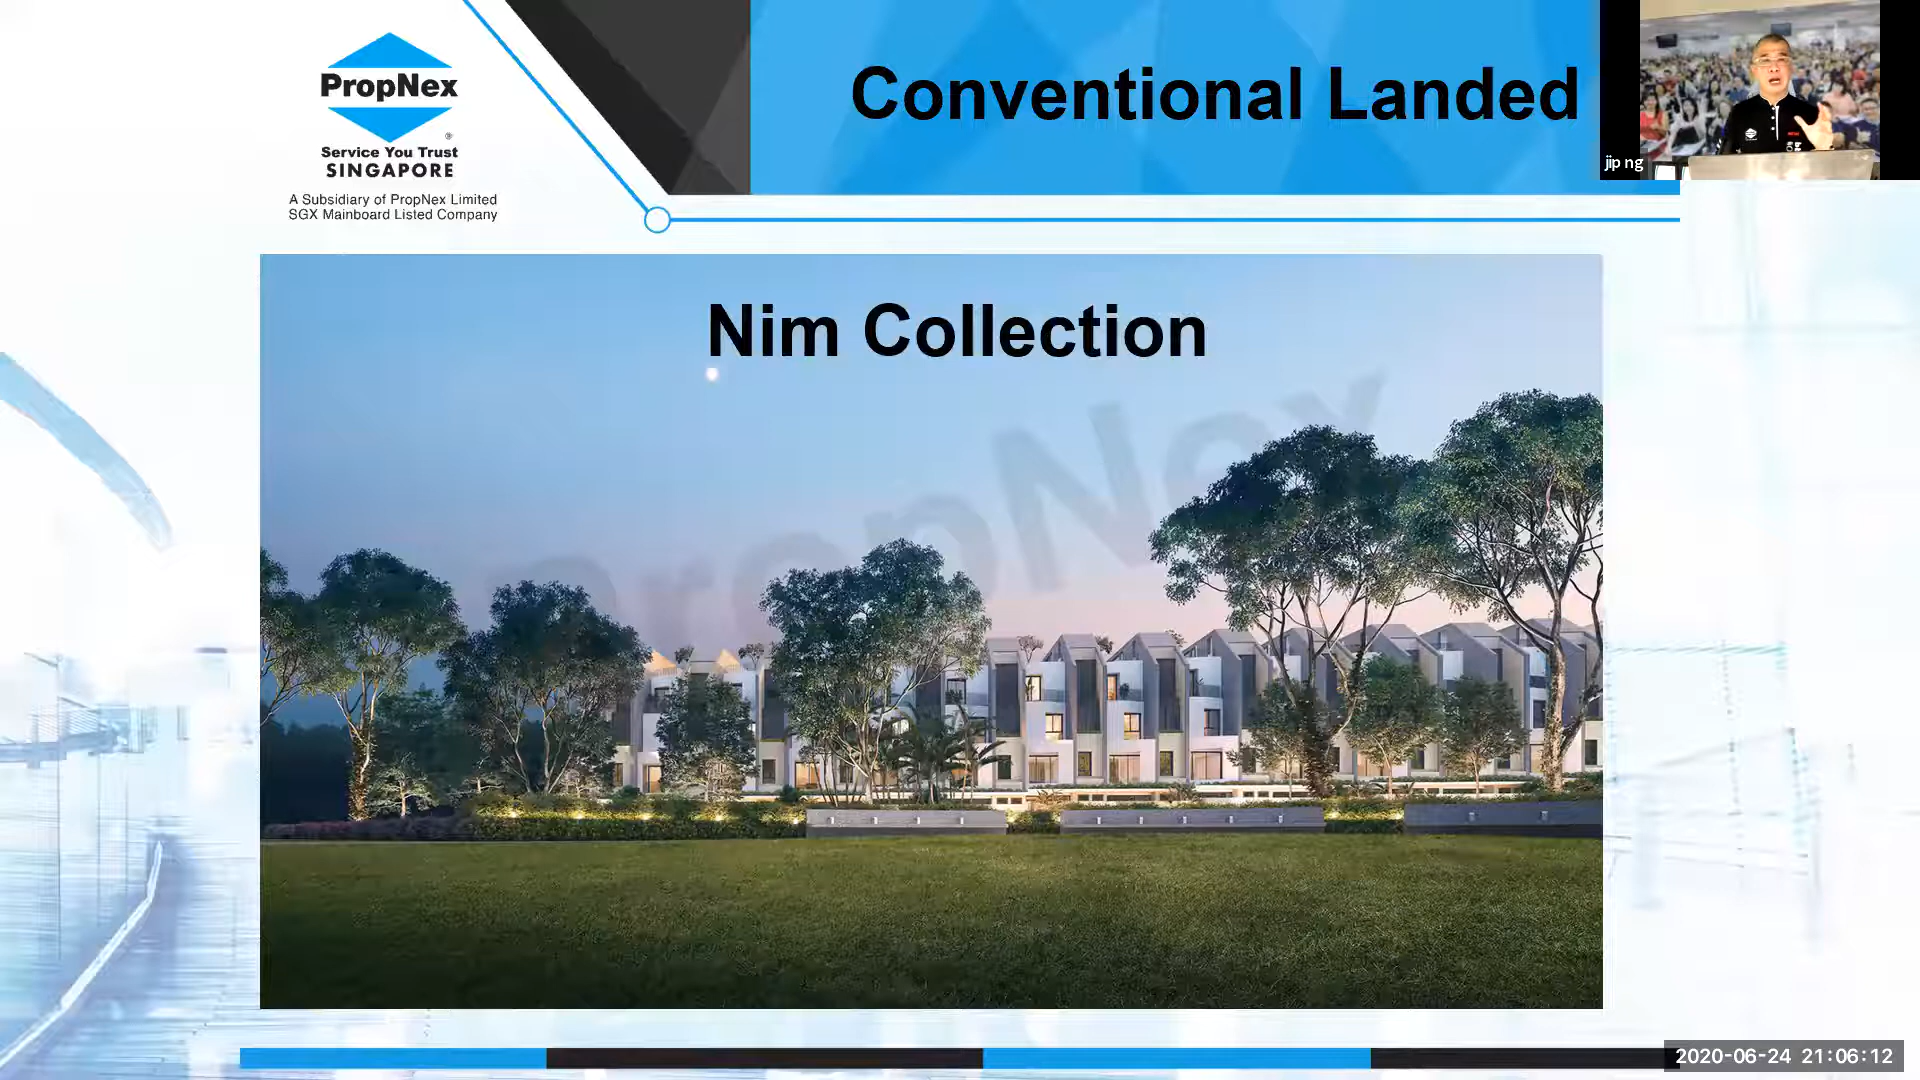 PropNex
®
Service You Trust
SINGAPORE
A Subsidiary of PropNex Limited
SGX Mainboard Listed Company
Conventional Landed
jip ng
Nim Collection
PropNex
2020-06-24 21:06:12